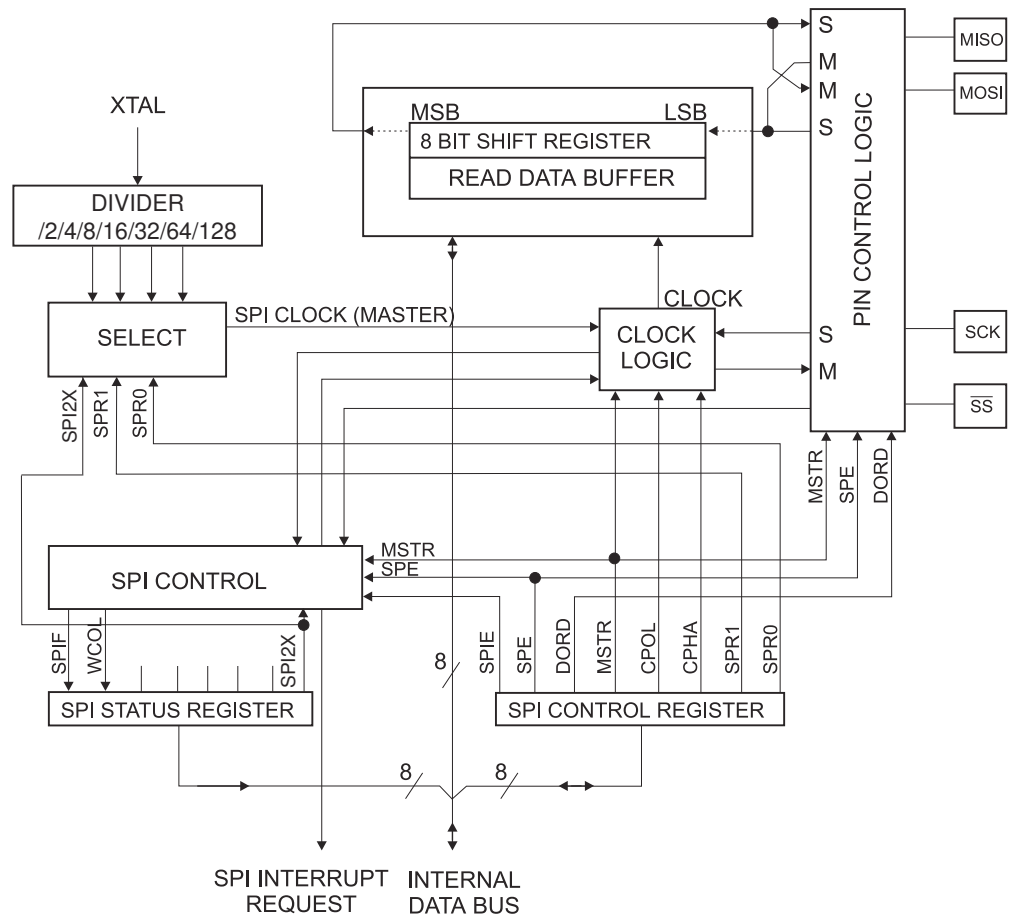 S
MISO
M
MOSI
M
S
PIN CONTROL LOGIC
MSB
LSB
8 BIT SHIFT REGISTER
READ DATA BUFFER
XTAL
DIVIDER
/2/4/8/16/32/64/128
SELECT
SPI CLOCK (MASTER)
CLOCK
CLOCK
LOGIC
S
M
SCK
SS
SPI2X
SPR1
SPR0
MSTR
SPE
DORD
SPI CONTROL
MSTR
SPE
SPIF
WCOL
SPI2X
8
SPIE
SPE
DORD
MSTR
CPOL
CPHA
SPR1
SPR0
SPI STATUS REGISTER
SPI CONTROL REGISTER
8
8
SPI INTERRUPT
REQUEST
INTERNAL
DATA BUS